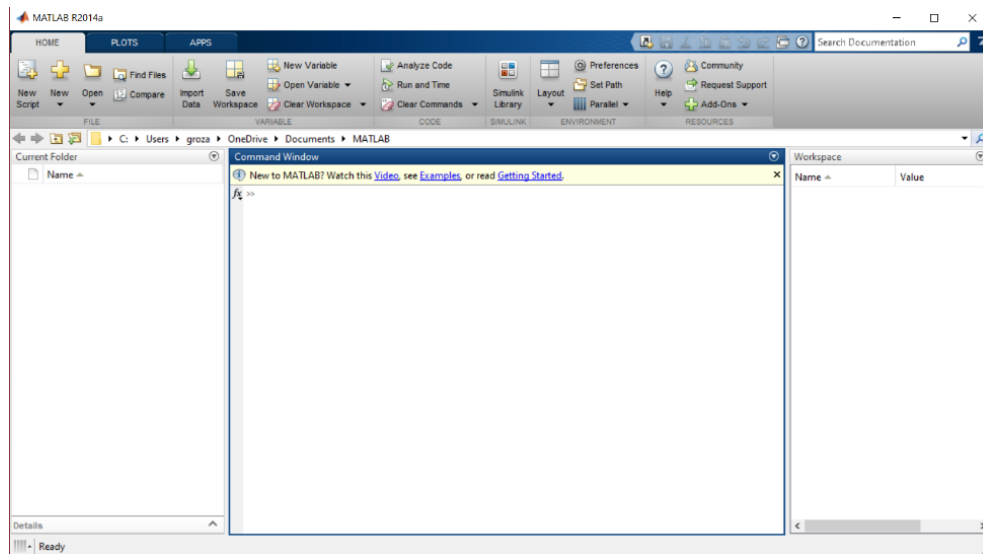 MATLAB R2014a
HOME PLOTS APPS
Search Documentation
New Script
New
Open
Find Files
Compare
Import Data
Save Workspace
New Variable
Open Variable
Clear Workspace
Analyze Code
Run and Time
Clear Commands
Simulink Library
Layout
Preferences
Set Path
Parallel
Help
Community
Request Support
Add-Ons
FILE VARIABLE CODE SIMULINK ENVIRONMENT RESOURCES
C: Users groza OneDrive Documents MATLAB
Current Folder
Name
Command Window
New to MATLAB? Watch this Video, see Examples, or read Getting Started.
fx >>
Workspace
Name Value
Details
Ready